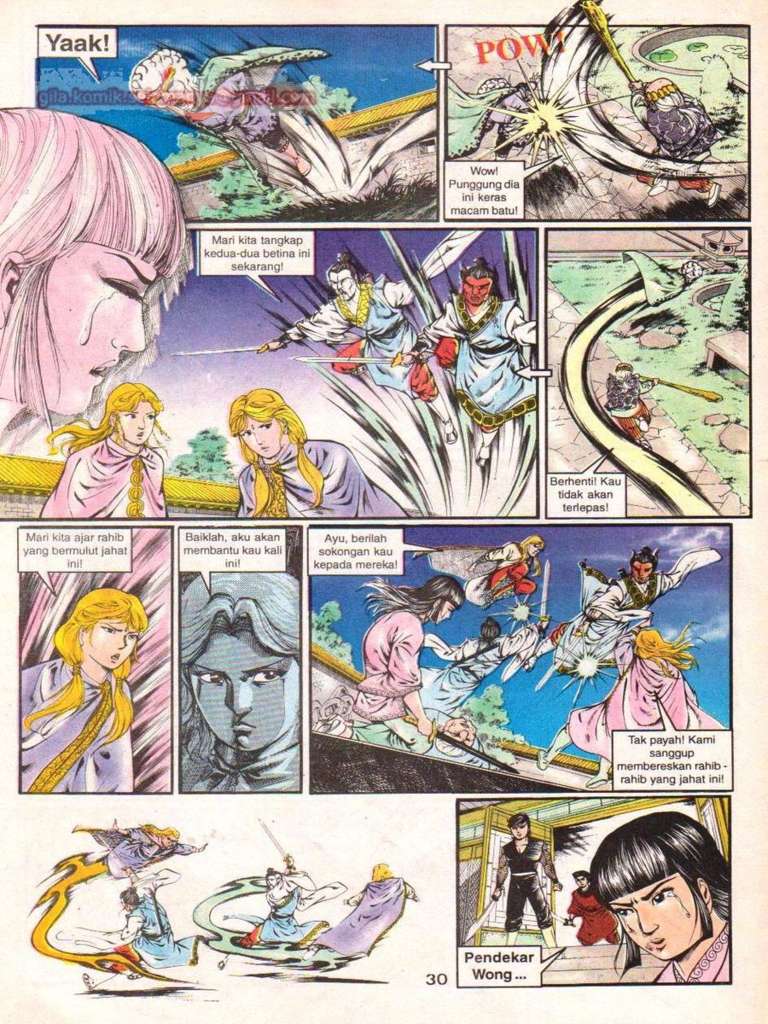 Yaak!
POW!
Wow!
Punggung dia
ini keras
macam batu!
Mari kita tangkap
kedua-dua betina ini
sekarang!
Berhenti! Kau
tidak akan
terlepas!
Mari kita ajar rahib
yang bermulut jahat
ini!
Baiklah, aku akan
membantu kau kali
ini!
Ayu, berilah
sokongan kau
kepada mereka!
Tak payah! Kami
sanggup
membereskan rahib -
rahib yang jahat ini!
Pendekar
Wong ...
30